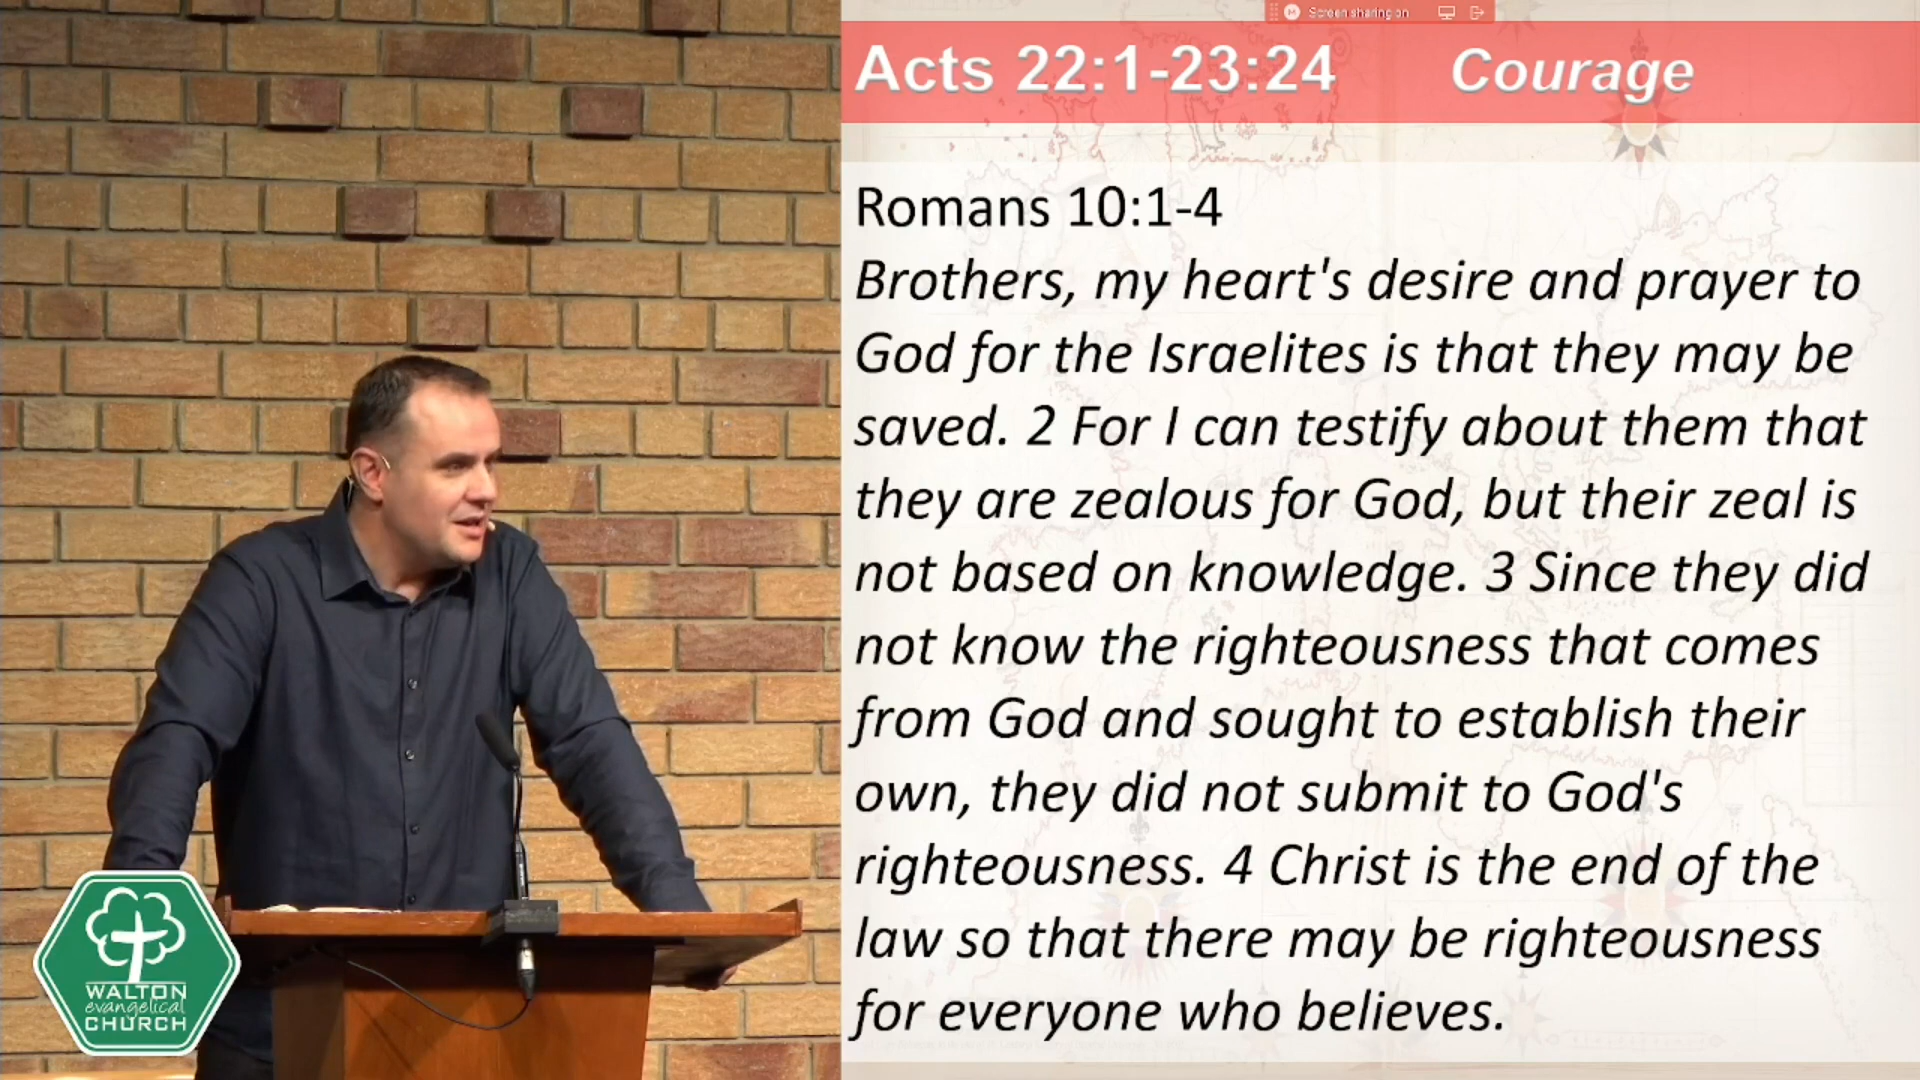 Screen sharing on
Acts 22:1-23:24 Courage
Romans 10:1-4
Brothers, my heart's desire and prayer to
God for the Israelites is that they may be
saved. 2 For I can testify about them that
they are zealous for God, but their zeal is
not based on knowledge. 3 Since they did
not know the righteousness that comes
from God and sought to establish their
own, they did not submit to God's
righteousness. 4 Christ is the end of the
law so that there may be righteousness
for everyone who believes.
WALTON
evangelical
CHURCH